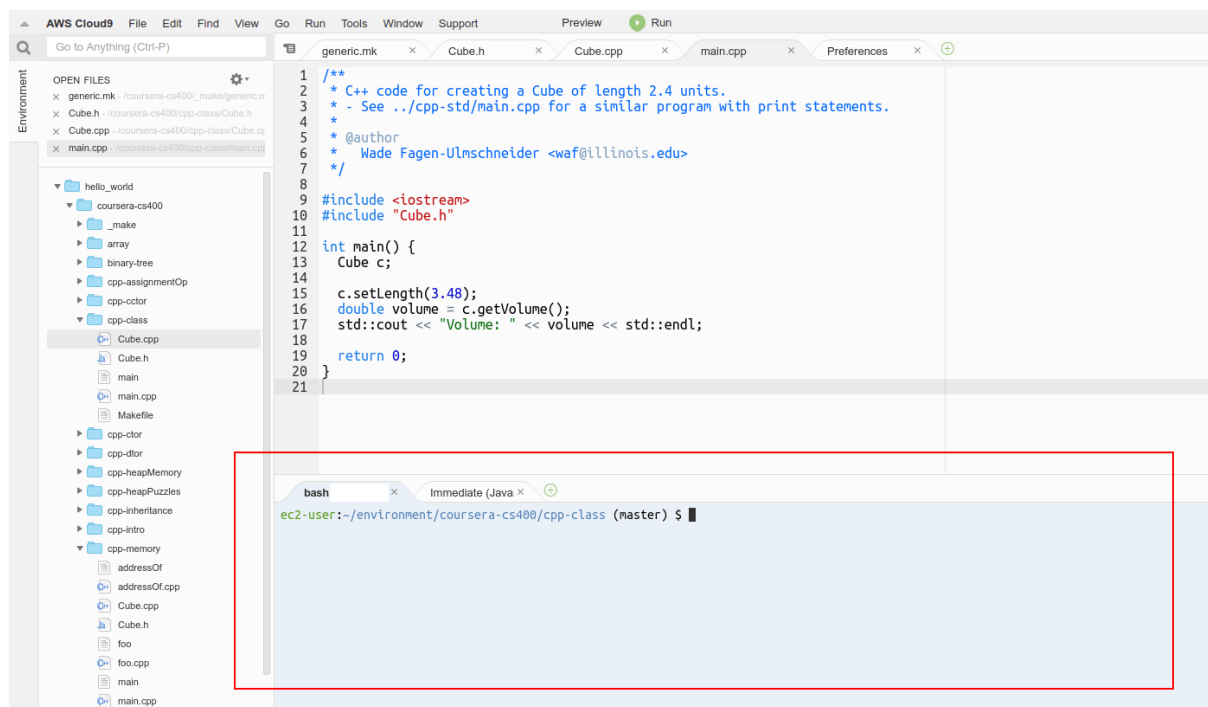 AWS Cloud9 File Edit Find View Go Run Tools Window Support Preview Run
Go to Anything (Ctrl-P)
generic.mk Cube.h Cube.cpp main.cpp Preferences
Environment
OPEN FILES
generic.mk - /coursera-cs400/_make/generic.m
Cube.h - /coursera-cs400/cpp-class/Cube.h
Cube.cpp - /coursera-cs400/cpp-class/Cube.cp
main.cpp - /coursera-cs400/cpp-class/main.cpp
hello_world
coursera-cs400
_make
array
binary-tree
cpp-assignmentOp
cpp-cctor
cpp-class
Cube.cpp
Cube.h
main
main.cpp
Makefile
cpp-ctor
cpp-dtor
cpp-heapMemory
cpp-heapPuzzles
cpp-inheritance
cpp-intro
cpp-memory
addressOf
addressOf.cpp
Cube.cpp
Cube.h
foo
foo.cpp
main
main.cpp
1 /**
2 * C++ code for creating a Cube of length 2.4 units.
3 * - See ../cpp-std/main.cpp for a similar program with print statements.
4 *
5 * @author
6 *   Wade Fagen-Ulmschneider <waf@illinois.edu>
7 */
8
9 #include <iostream>
10 #include "Cube.h"
11
12 int main() {
13   Cube c;
14
15   c.setLength(3.48);
16   double volume = c.getVolume();
17   std::cout << "Volume: " << volume << std::endl;
18
19   return 0;
20 }
21
bash Immediate (Java
ec2-user:~/environment/coursera-cs400/cpp-class (master) $